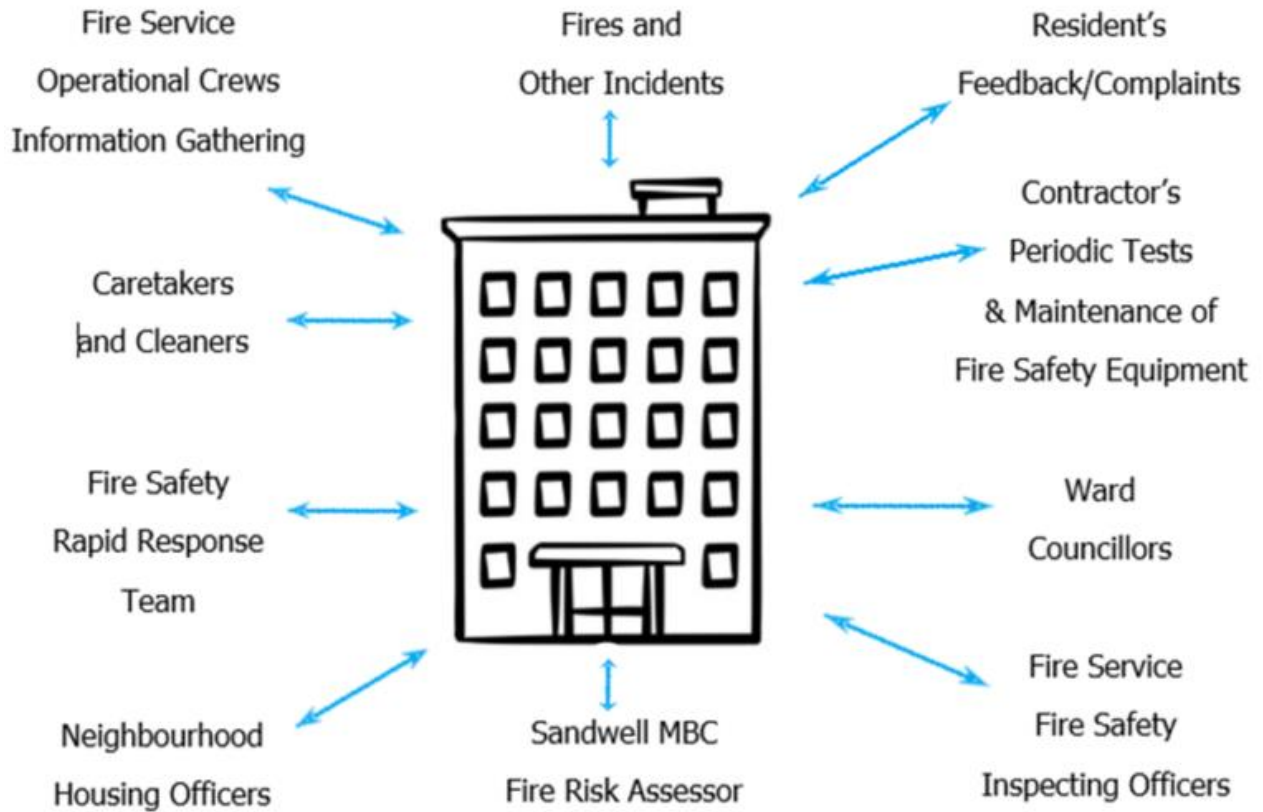 Fire Service
Operational Crews
Information Gathering
Fires and
Other Incidents
Resident's
Feedback/Complaints
Contractor's
Periodic Tests
& Maintenance of
Fire Safety Equipment
Caretakers
and Cleaners
Fire Safety
Rapid Response
Team
Ward
Councillors
Neighbourhood
Housing Officers
Sandwell MBC
Fire Risk Assessor
Fire Service
Fire Safety
Inspecting Officers